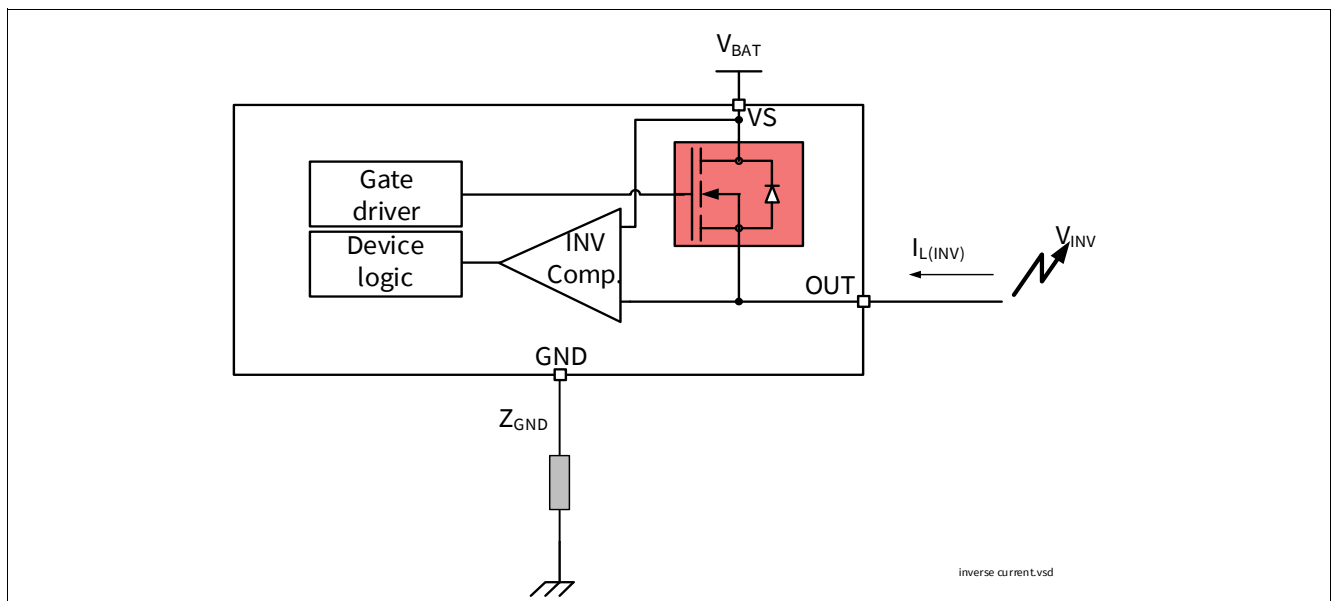 VBAT
VS
Gate
driver
Device
logic
INV
Comp.
IL(INV)
VINV
OUT
GND
ZGND
inverse current.vsd